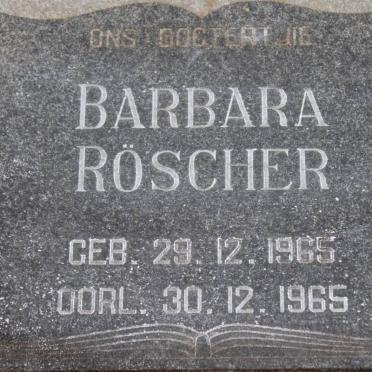 ONS DOGTERTJIE
BARBARA
RÖSCHER
GEB. 29. 12. 1965
OORL. 30. 12. 1965